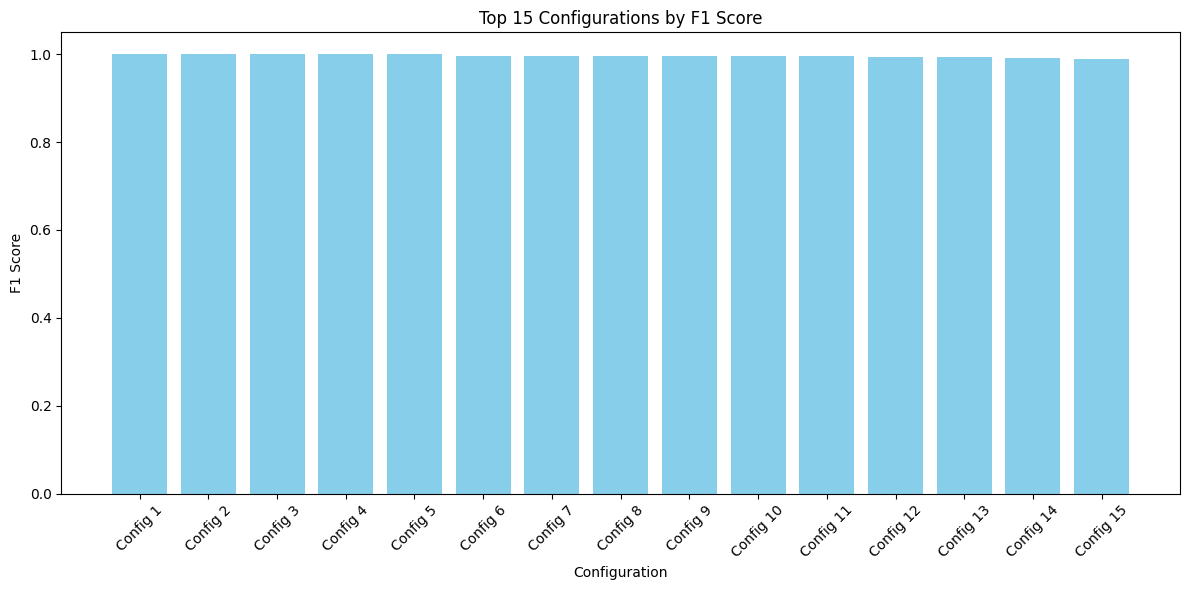 Top 15 Configurations by F1 Score
F1 Score
1.0
0.8
0.6
0.4
0.2
0.0
Config 1
Config 2
Config 3
Config 4
Config 5
Config 6
Config 7
Config 8
Config 9
Config 10
Config 11
Config 12
Config 13
Config 14
Config 15
Configuration